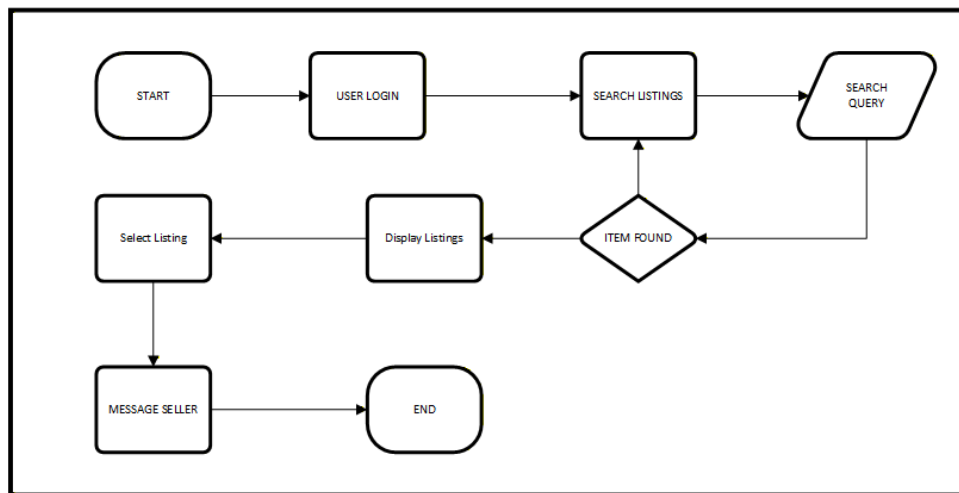 START
USER LOGIN
SEARCH LISTINGS
SEARCH
QUERY
Select Listing
Display Listings
ITEM FOUND
MESSAGE SELLER
END